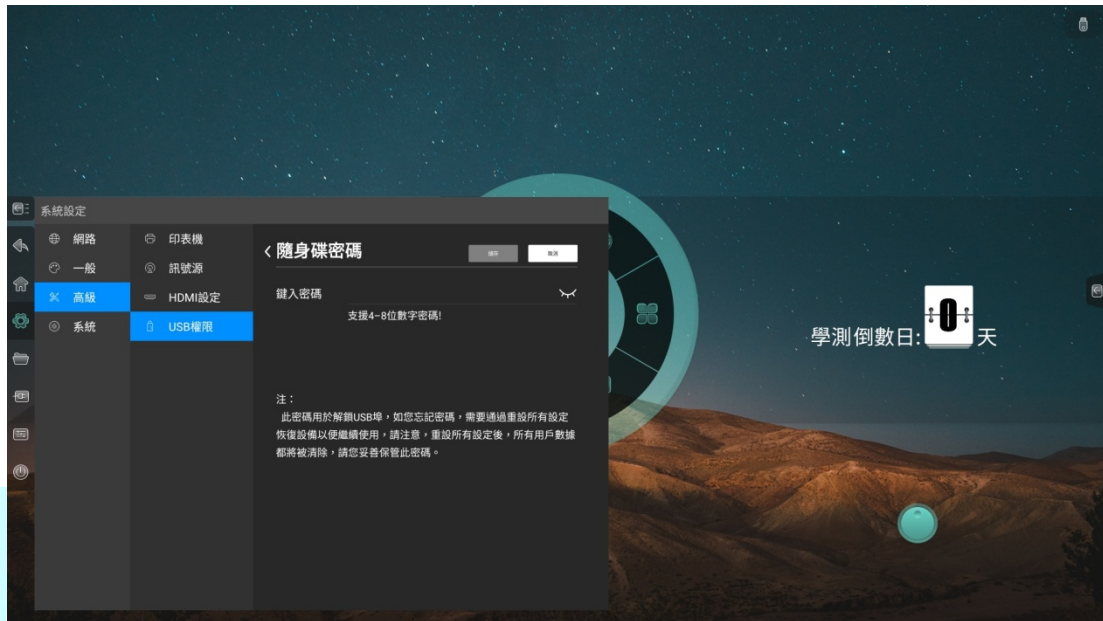 系統設定
網路
一般
高級
系統
印表機
訊號源
HDMI設定
USB權限
隨身碟密碼
儲存
取消
鍵入密碼
支援4-8位數字密碼!
注：
此密碼用於解鎖USB埠，如您忘記密碼，需要通過重設所有設定
恢復設備以便繼續使用，請注意，重設所有設定後，所有用戶數據
都將被清除，請您妥善保管此密碼。
學測倒數日:0天